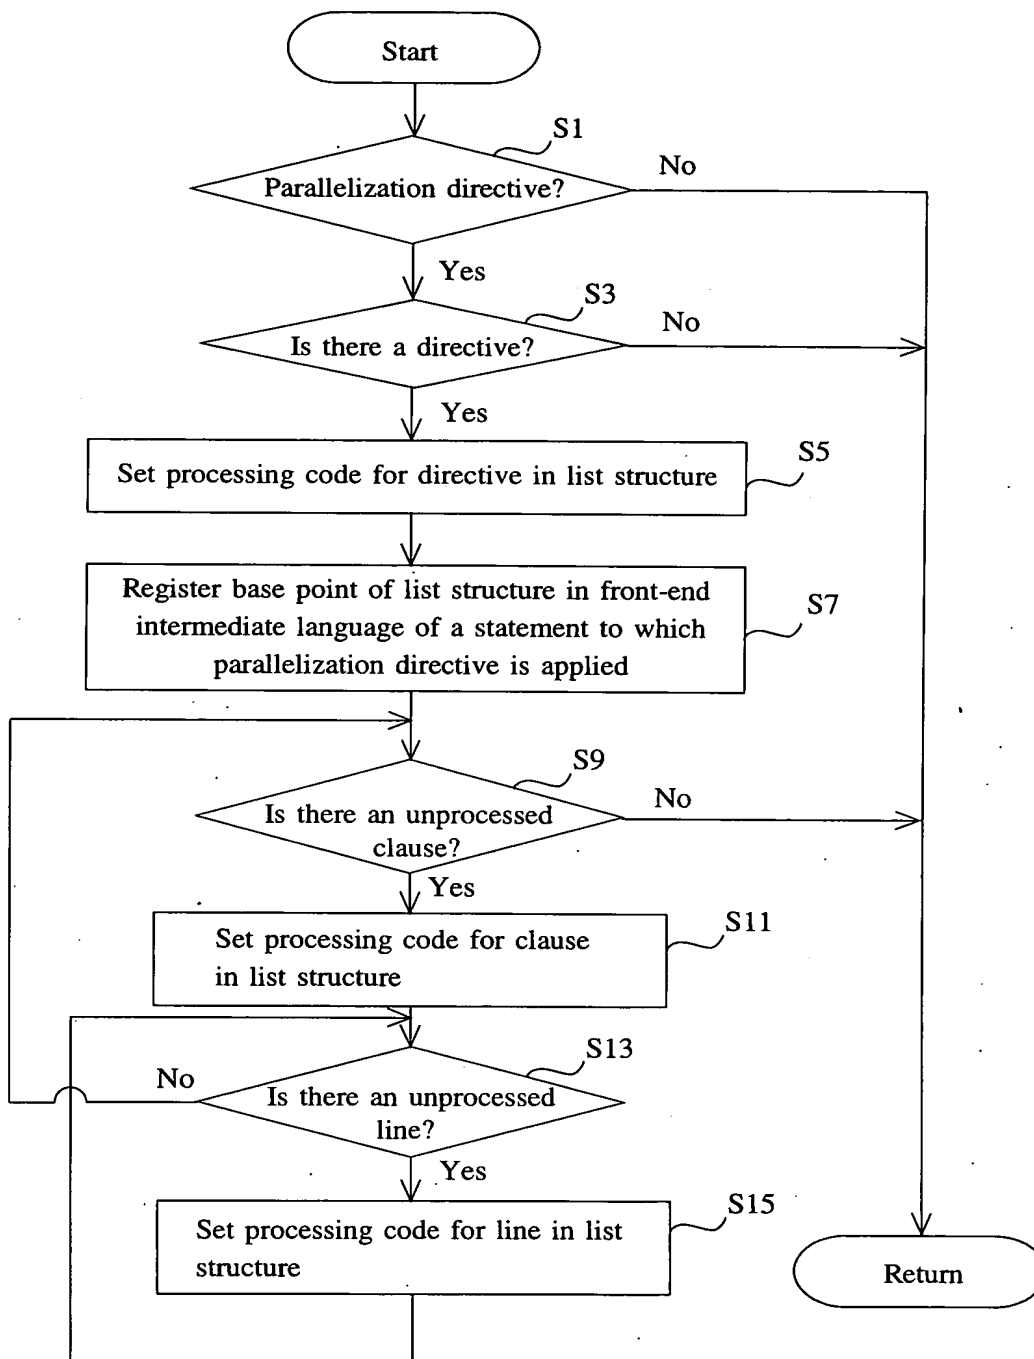 Start
S1
Parallelization directive?
No
Yes
S3
Is there a directive?
No
Yes
S5
Set processing code for directive in list structure
Register base point of list structure in front-end
S7
intermediate language of a statement to which
parallelization directive is applied
S9
Is there an unprocessed
clause?
No
Yes
S11
Set processing code for clause
in list structure
S13
No
Is there an unprocessed
line?
Yes
S15
Set processing code for line in list
structure
Return